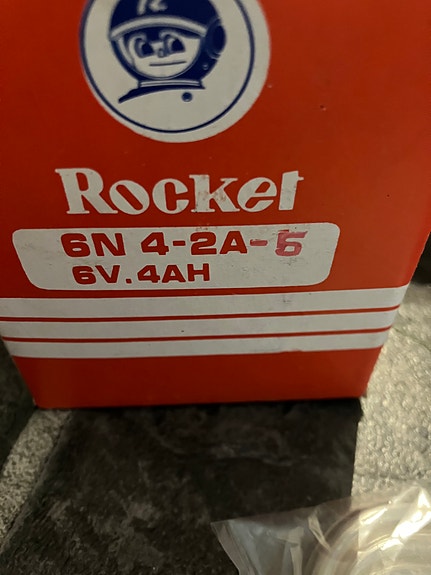 R
Rocket
6N 4-2A-5
6V.4AH